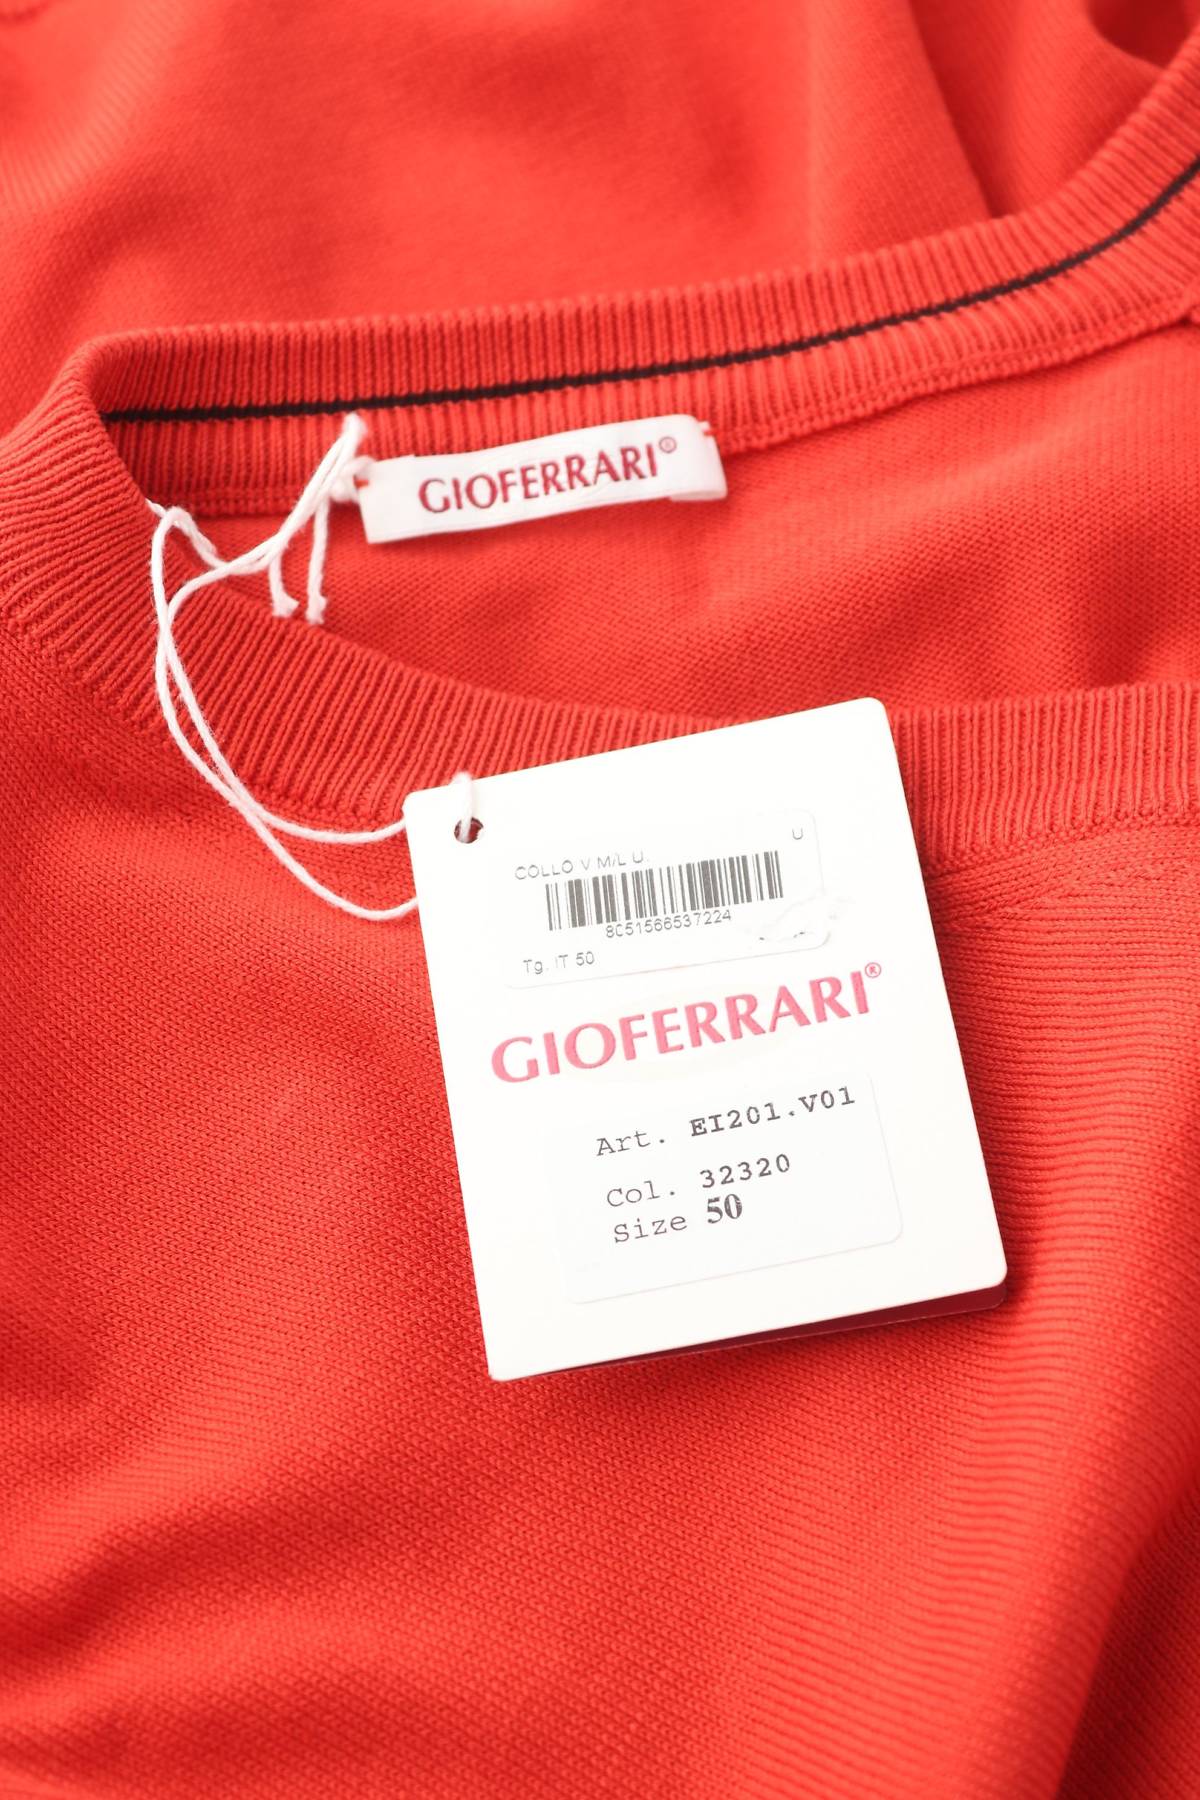 GIOFERRARI®
U
COLLO V M/L U.
8051566537224
Tg. IT 50
GIOFERRARI®
Art. EI201.V01
Col. 32320
Size 50